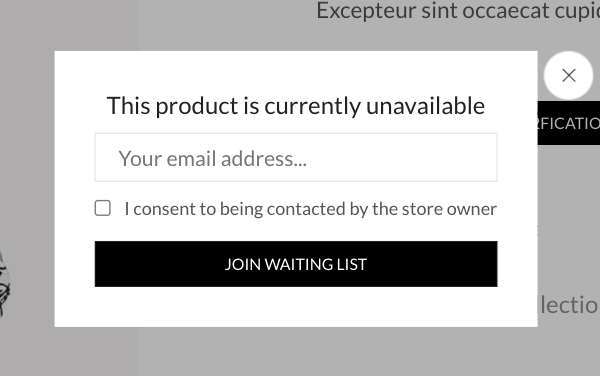 Excepteur sint occaecat
This product is currently unavailable
Your email address...
I consent to being contacted by the store owner
JOIN WAITING LIST